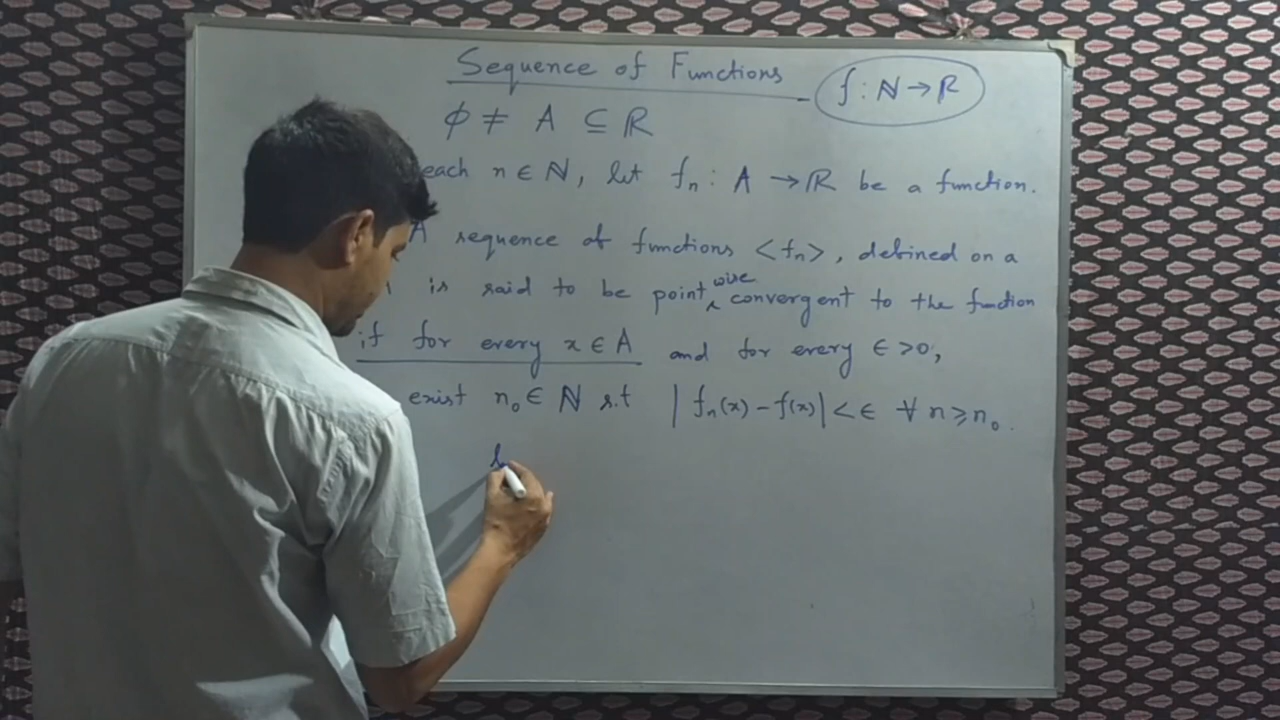 Sequence of Functions
f : ℕ → ℝ
ϕ ≠ A ⊆ ℝ
each n ∈ ℕ, let fₙ : A → ℝ be a function.
A sequence of functions <fₙ>, defined on a
is said to be pointwise convergent to the function
if for every x ∈ A and for every ϵ >0,
exist n₀ ∈ ℕ s.t |fₙ(x) – f(x)| < ϵ ∀ n ⩾ n₀.